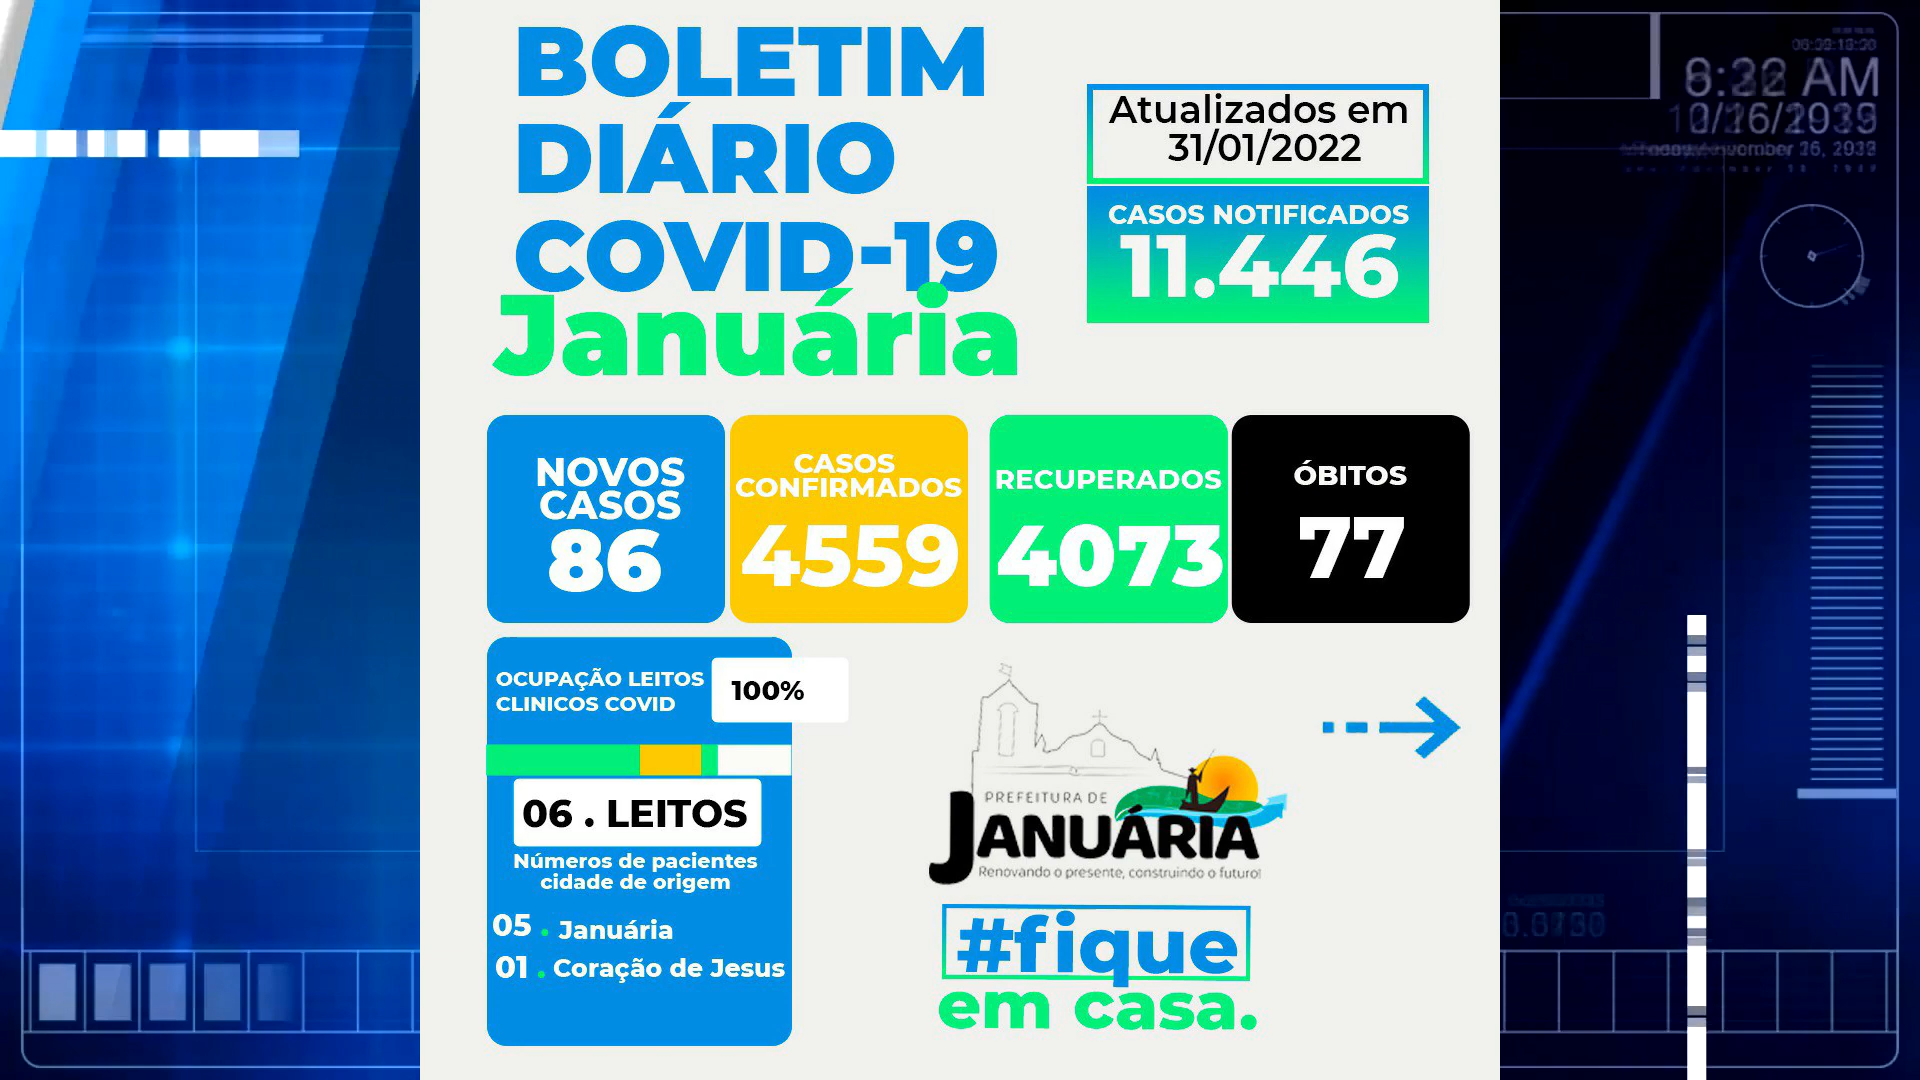 BOLETIM
DIÁRIO
COVID-19
Januária
Atualizados em
31/01/2022
CASOS NOTIFICADOS
11.446
NOVOS
CASOS
86
CASOS
CONFIRMADOS
4559
RECUPERADOS
4073
ÓBITOS
77
OCUPAÇÃO LEITOS
CLINICOS COVID
100%
06 . LEITOS
Números de pacientes
cidade de origem
05 . Januária
01 . Coração de Jesus
PREFEITURA DE
JANUÁRIA
Renovando o presente, construindo o futuro!
#fique
em casa.
AM